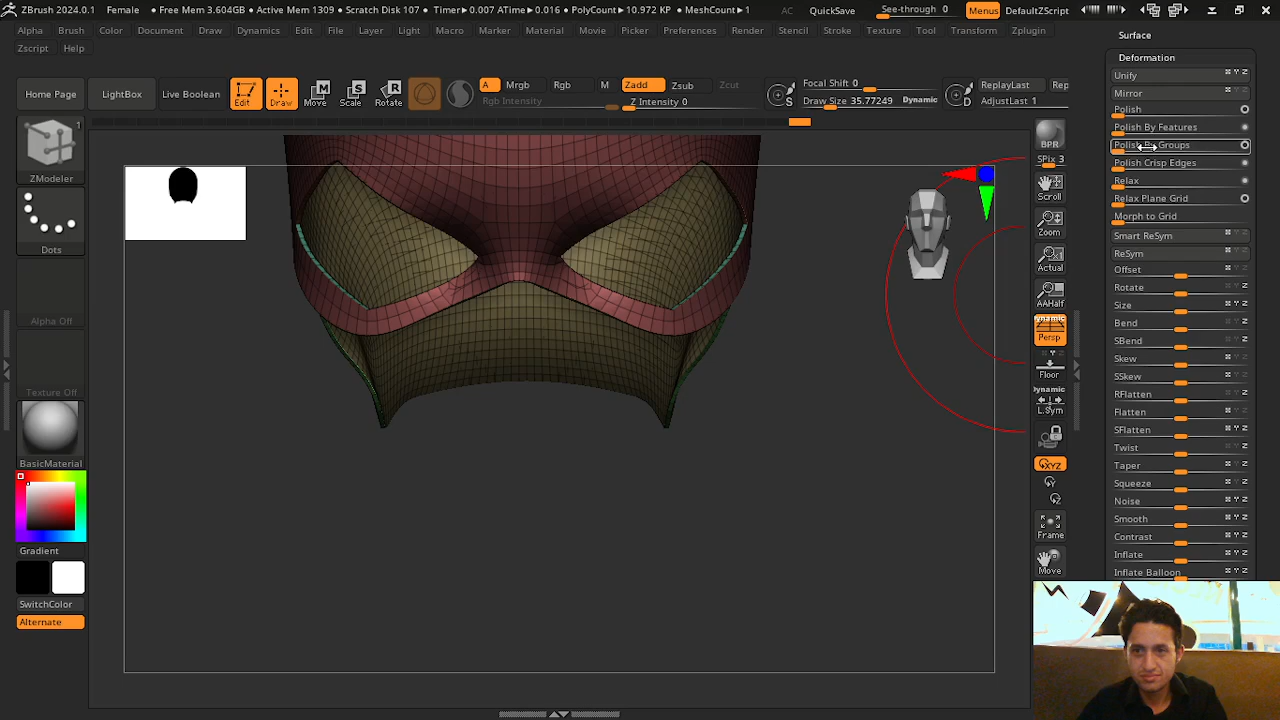 ZBrush 2024.0.1 Female • Free Mem 3.604GB • Active Mem 1309 • Scratch Disk 107 • Timer▸0.007 ATime▸0.016 • PolyCount▸10.972 KP • MeshCount▸1 AC QuickSave See-through 0 Menus DefaultZScript
Alpha Brush Color Document Draw Dynamics Edit File Layer Light Macro Marker Material Movie Picker Preferences Render Stencil Stroke Texture Tool Transform Zplugin
Zscript Help
Home Page LightBox Live Boolean Edit Draw Move Scale Rotate
A Mrgb Rgb M Zadd Zsub Zcut
Rgb Intensity Z Intensity 0
Focal Shift 0
Draw Size 35.77249 Dynamic
ReplayLast Rep
AdjustLast 1
1
ZModeler
Dots
Alpha Off
Texture Off
BasicMaterial
Gradient
SwitchColor
Alternate
BPR
SPix 3
Scroll
Zoom
Actual
AAHalf
Dynamic
Persp
Floor
Dynamic
L.Sym
XYZ
Frame
Move
Surface
Deformation
Unify
Mirror
Polish
Polish By Features
Polish By Groups
Polish Crisp Edges
Relax
Relax Plane Grid
Morph to Grid
Smart ReSym
ReSym
Offset
Rotate
Size
Bend
SBend
Skew
SSkew
RFlatten
Flatten
SFlatten
Twist
Taper
Squeeze
Noise
Smooth
Contrast
Inflate
Inflate Balloon